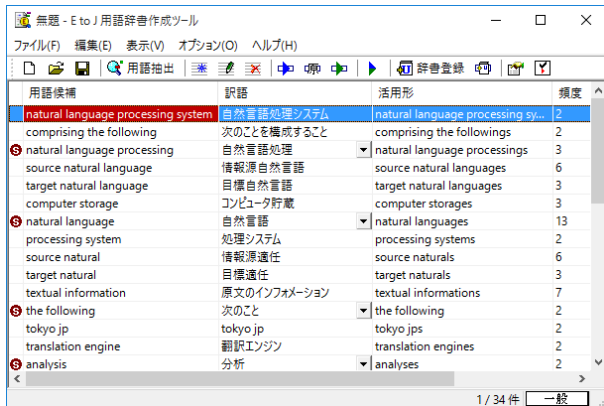 無題 - E to J 用語辞書作成ツール
ファイル(F) 編集(E) 表示(V) オプション(O) ヘルプ(H)
用語抽出 辞書登録
用語候補 訳語 活用形 頻度
natural language processing system 自然言語処理システム natural language processing sy... 2
comprising the following 次のことを構成すること comprising the followings 2
S natural language processing 自然言語処理 natural language processings 3
source natural language 情報源自然言語 source natural languages 6
target natural language 目標自然言語 target natural languages 3
computer storage コンピュータ貯蔵 computer storages 3
S natural language 自然言語 natural languages 13
processing system 処理システム processing systems 2
source natural 情報源適任 source naturals 6
target natural 目標適任 target naturals 3
textual information 原文のインフォメーション textual informations 7
S the following 次のこと the following 2
tokyo jp tokyo jp tokyo jps 2
translation engine 翻訳エンジン translation engines 2
S analysis 分析 analyses 2
1 / 34 件 一般